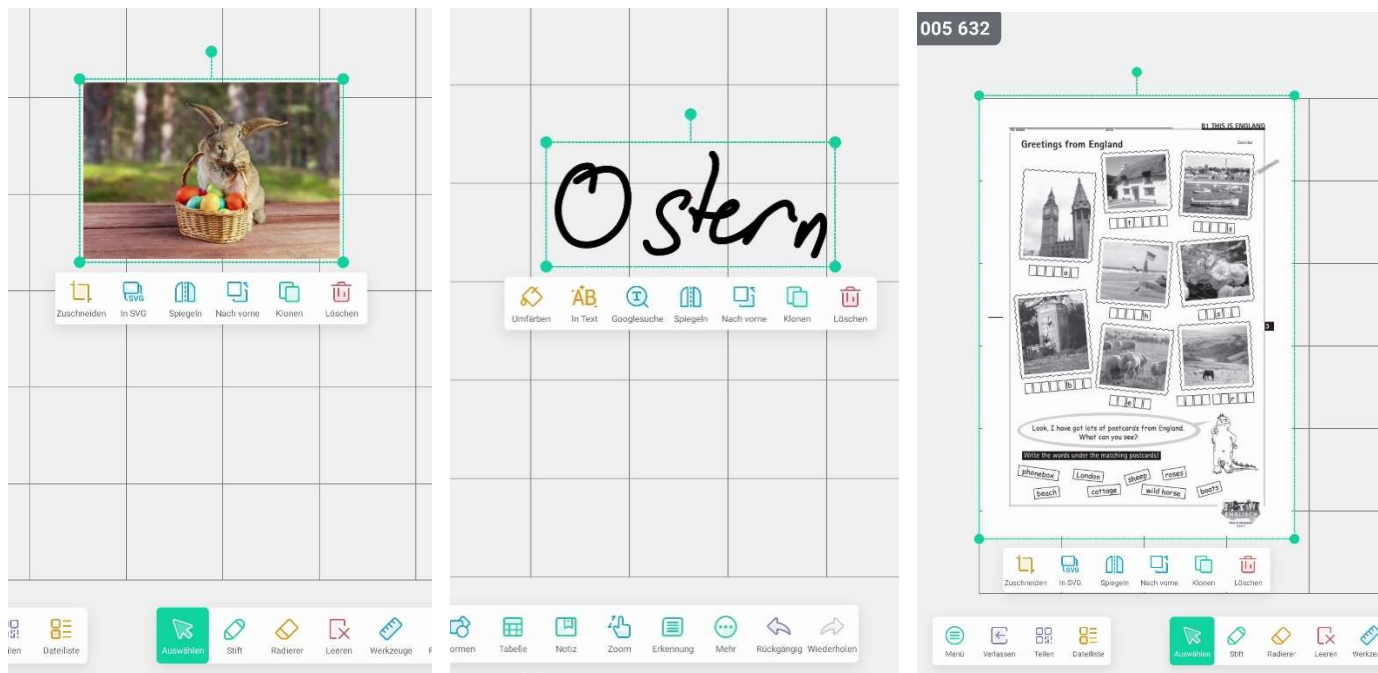 Zuschneiden In SVG Spiegeln Nach vorne Klonen Löschen
Dateiliste Auswählen Stift Radierer Leeren Werkzeuge
Ostern
Umfärben In Text Googlesuche Spiegeln Nach vorne Klonen Löschen
ormen Tabelle Notiz Zoom Erkennung Mehr Rückgängig Wiederholen
005 632
B1 THIS IS ENGLAND
Greetings from England
t
s
o
h
s
b
e
r
3
Look, I have got lots of postcards from England.
What can you see?
Write the words under the matching postcards!
phonebox London sheep roses
beach cottage wild horse boats
ENGLISCH
Zuschneiden In SVG Spiegeln Nach vorne Klonen Löschen
Menü Verlassen Teilen Dateiliste Auswählen Stift Radierer Leeren Werkzeu